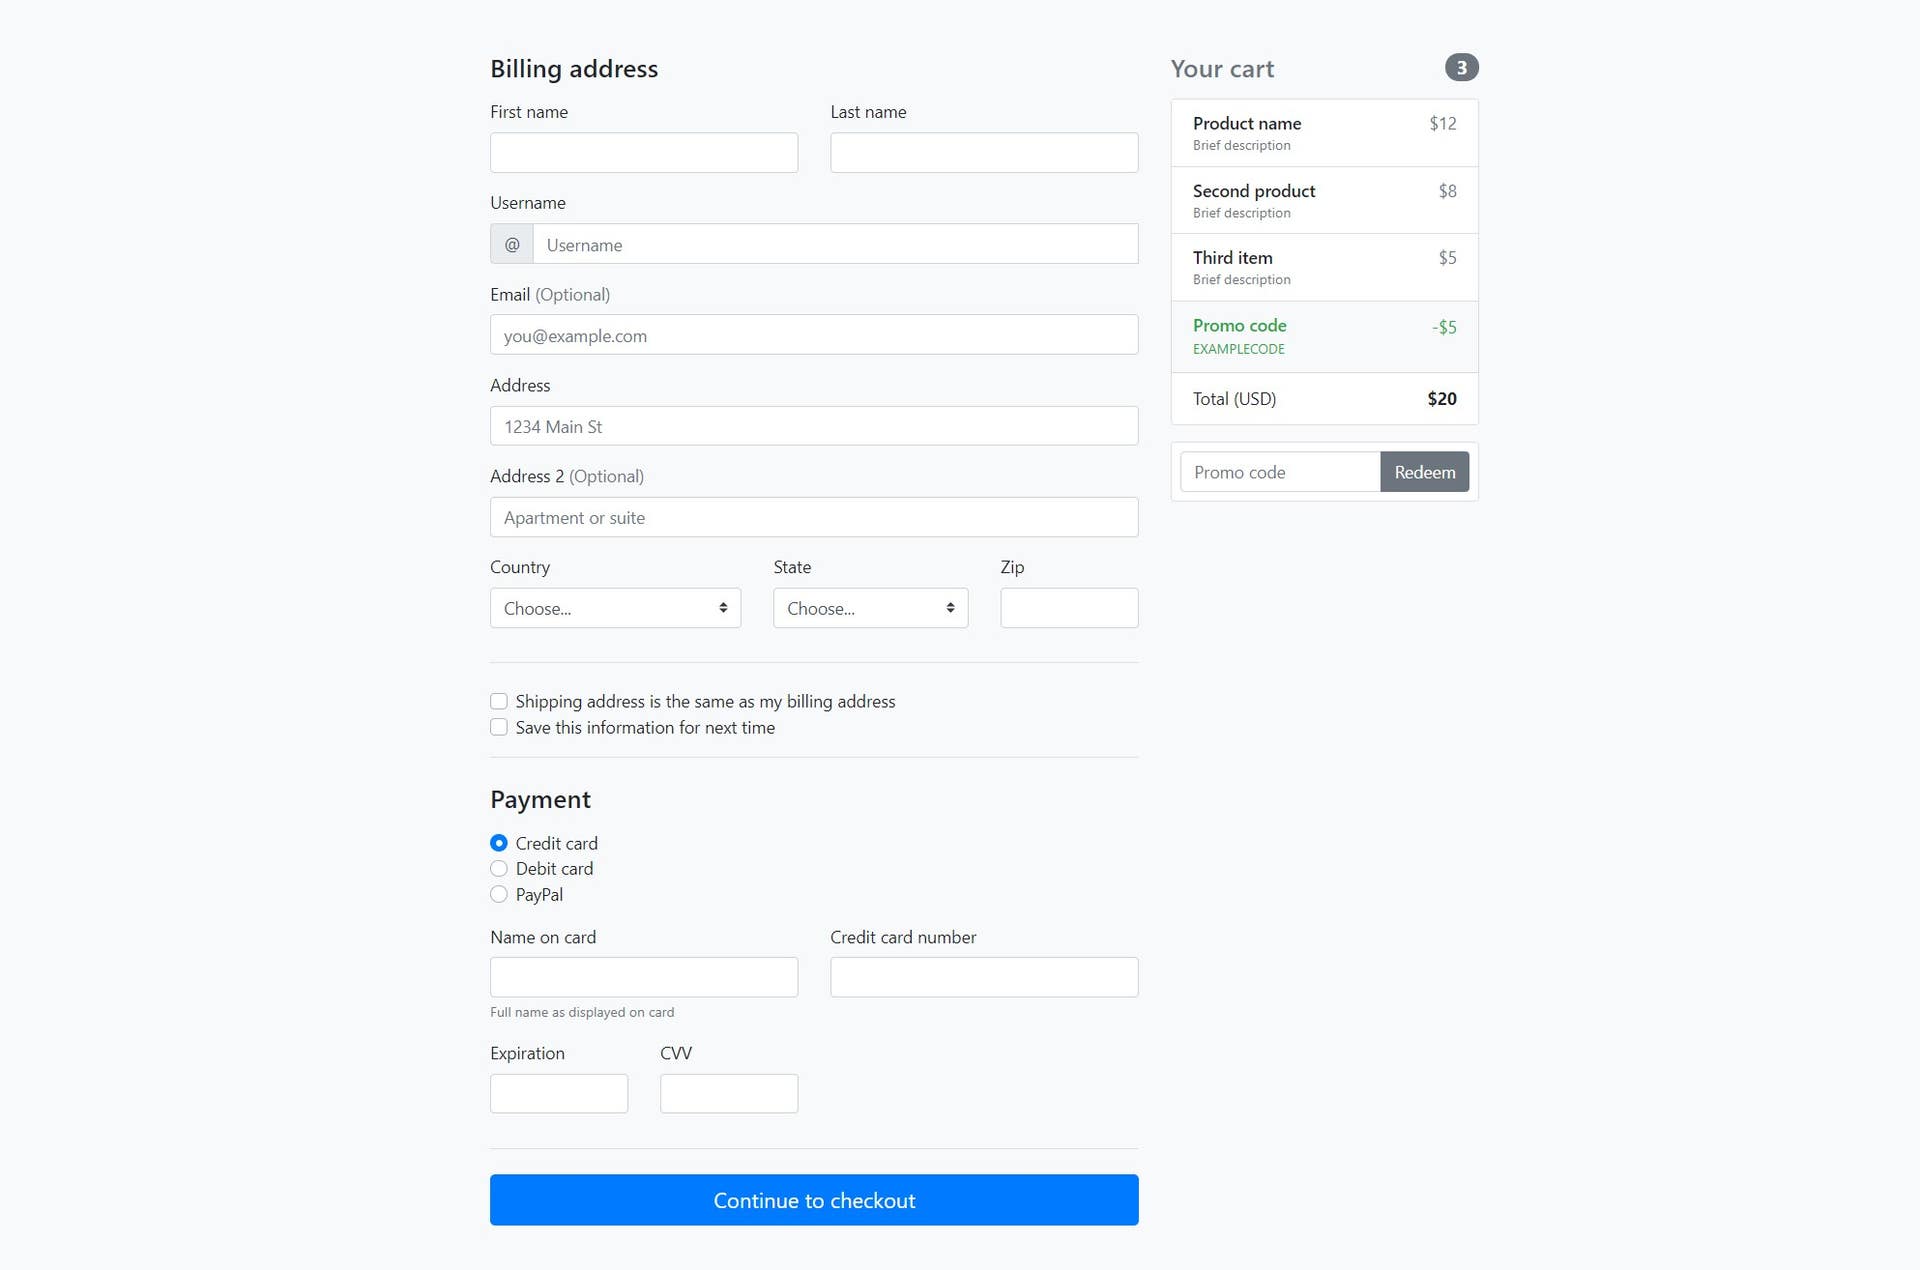 Billing address
First name
Last name
Username
@
Username
Email (Optional)
you@example.com
Address
1234 Main St
Address 2 (Optional)
Apartment or suite
Country
State
Zip
Choose...
Choose...
Shipping address is the same as my billing address
Save this information for next time
Payment
Credit card
Debit card
PayPal
Name on card
Credit card number
Full name as displayed on card
Expiration
CVV
Continue to checkout
Your cart
3
Product name
$12
Brief description
Second product
$8
Brief description
Third item
$5
Brief description
Promo code
-$5
EXAMPLECODE
Total (USD)
$20
Promo code
Redeem